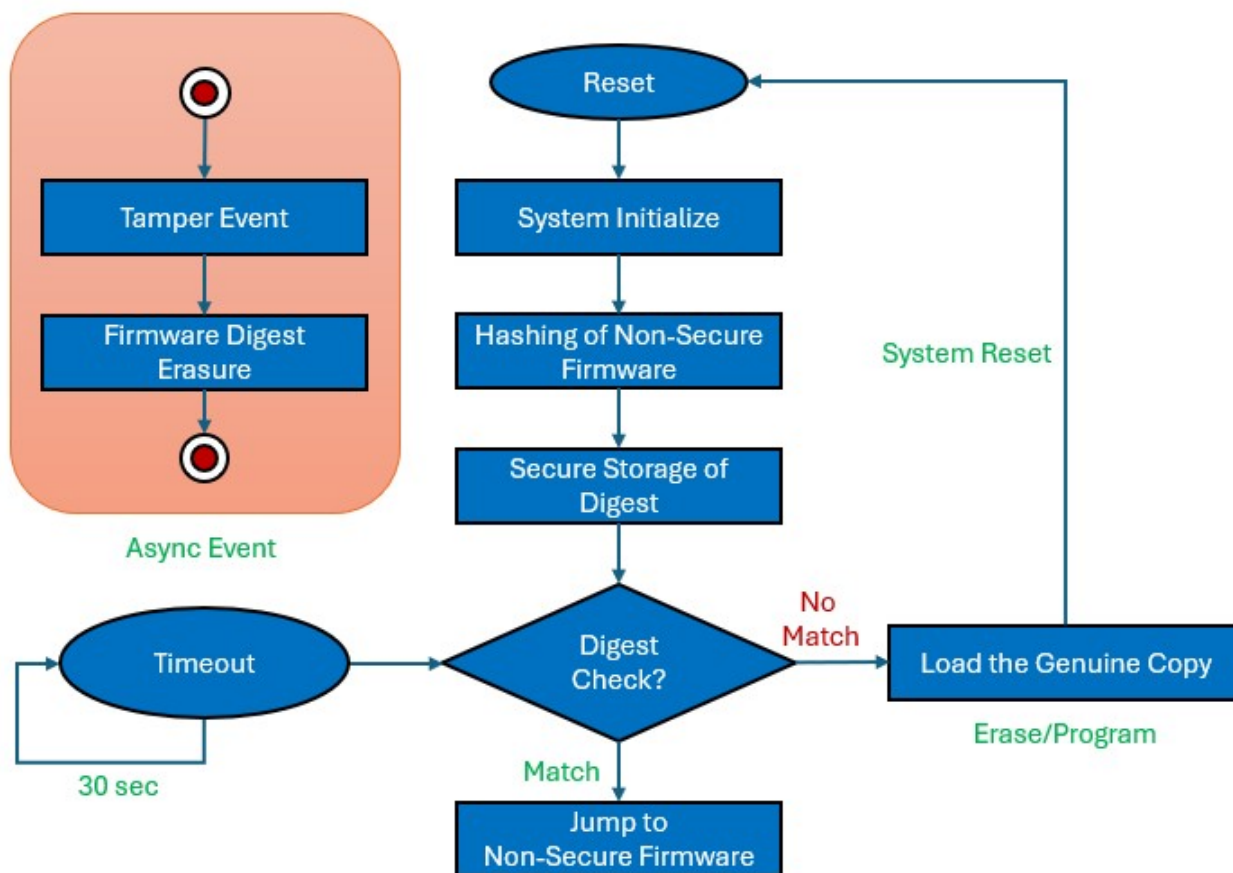 Tamper Event
Firmware Digest
Erasure
Async Event
Reset
System Initialize
Hashing of Non-Secure
Firmware
Secure Storage of
Digest
System Reset
Timeout
30 sec
Digest
Check?
No
Match
Load the Genuine Copy
Erase/Program
Match
Jump to
Non-Secure Firmware